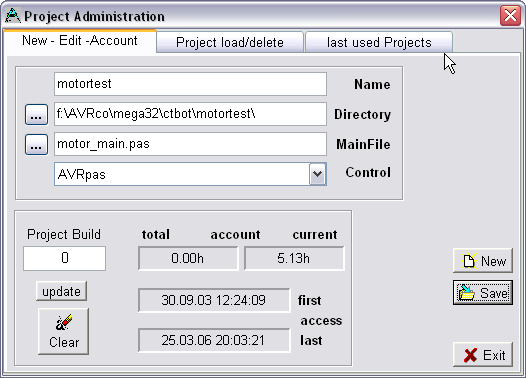 Project Administration
New - Edit -Account Project load/delete last used Projects
motortest Name
... f:\AVRco\mega32\ctbot\motortest\ Directory
... motor_main.pas MainFile
AVRpas Control
Project Build total account current
0 0.00h 5.13h
New
update 30.09.03 12:24:09 first
Save
access
Clear 25.03.06 20:03:21 last
Exit